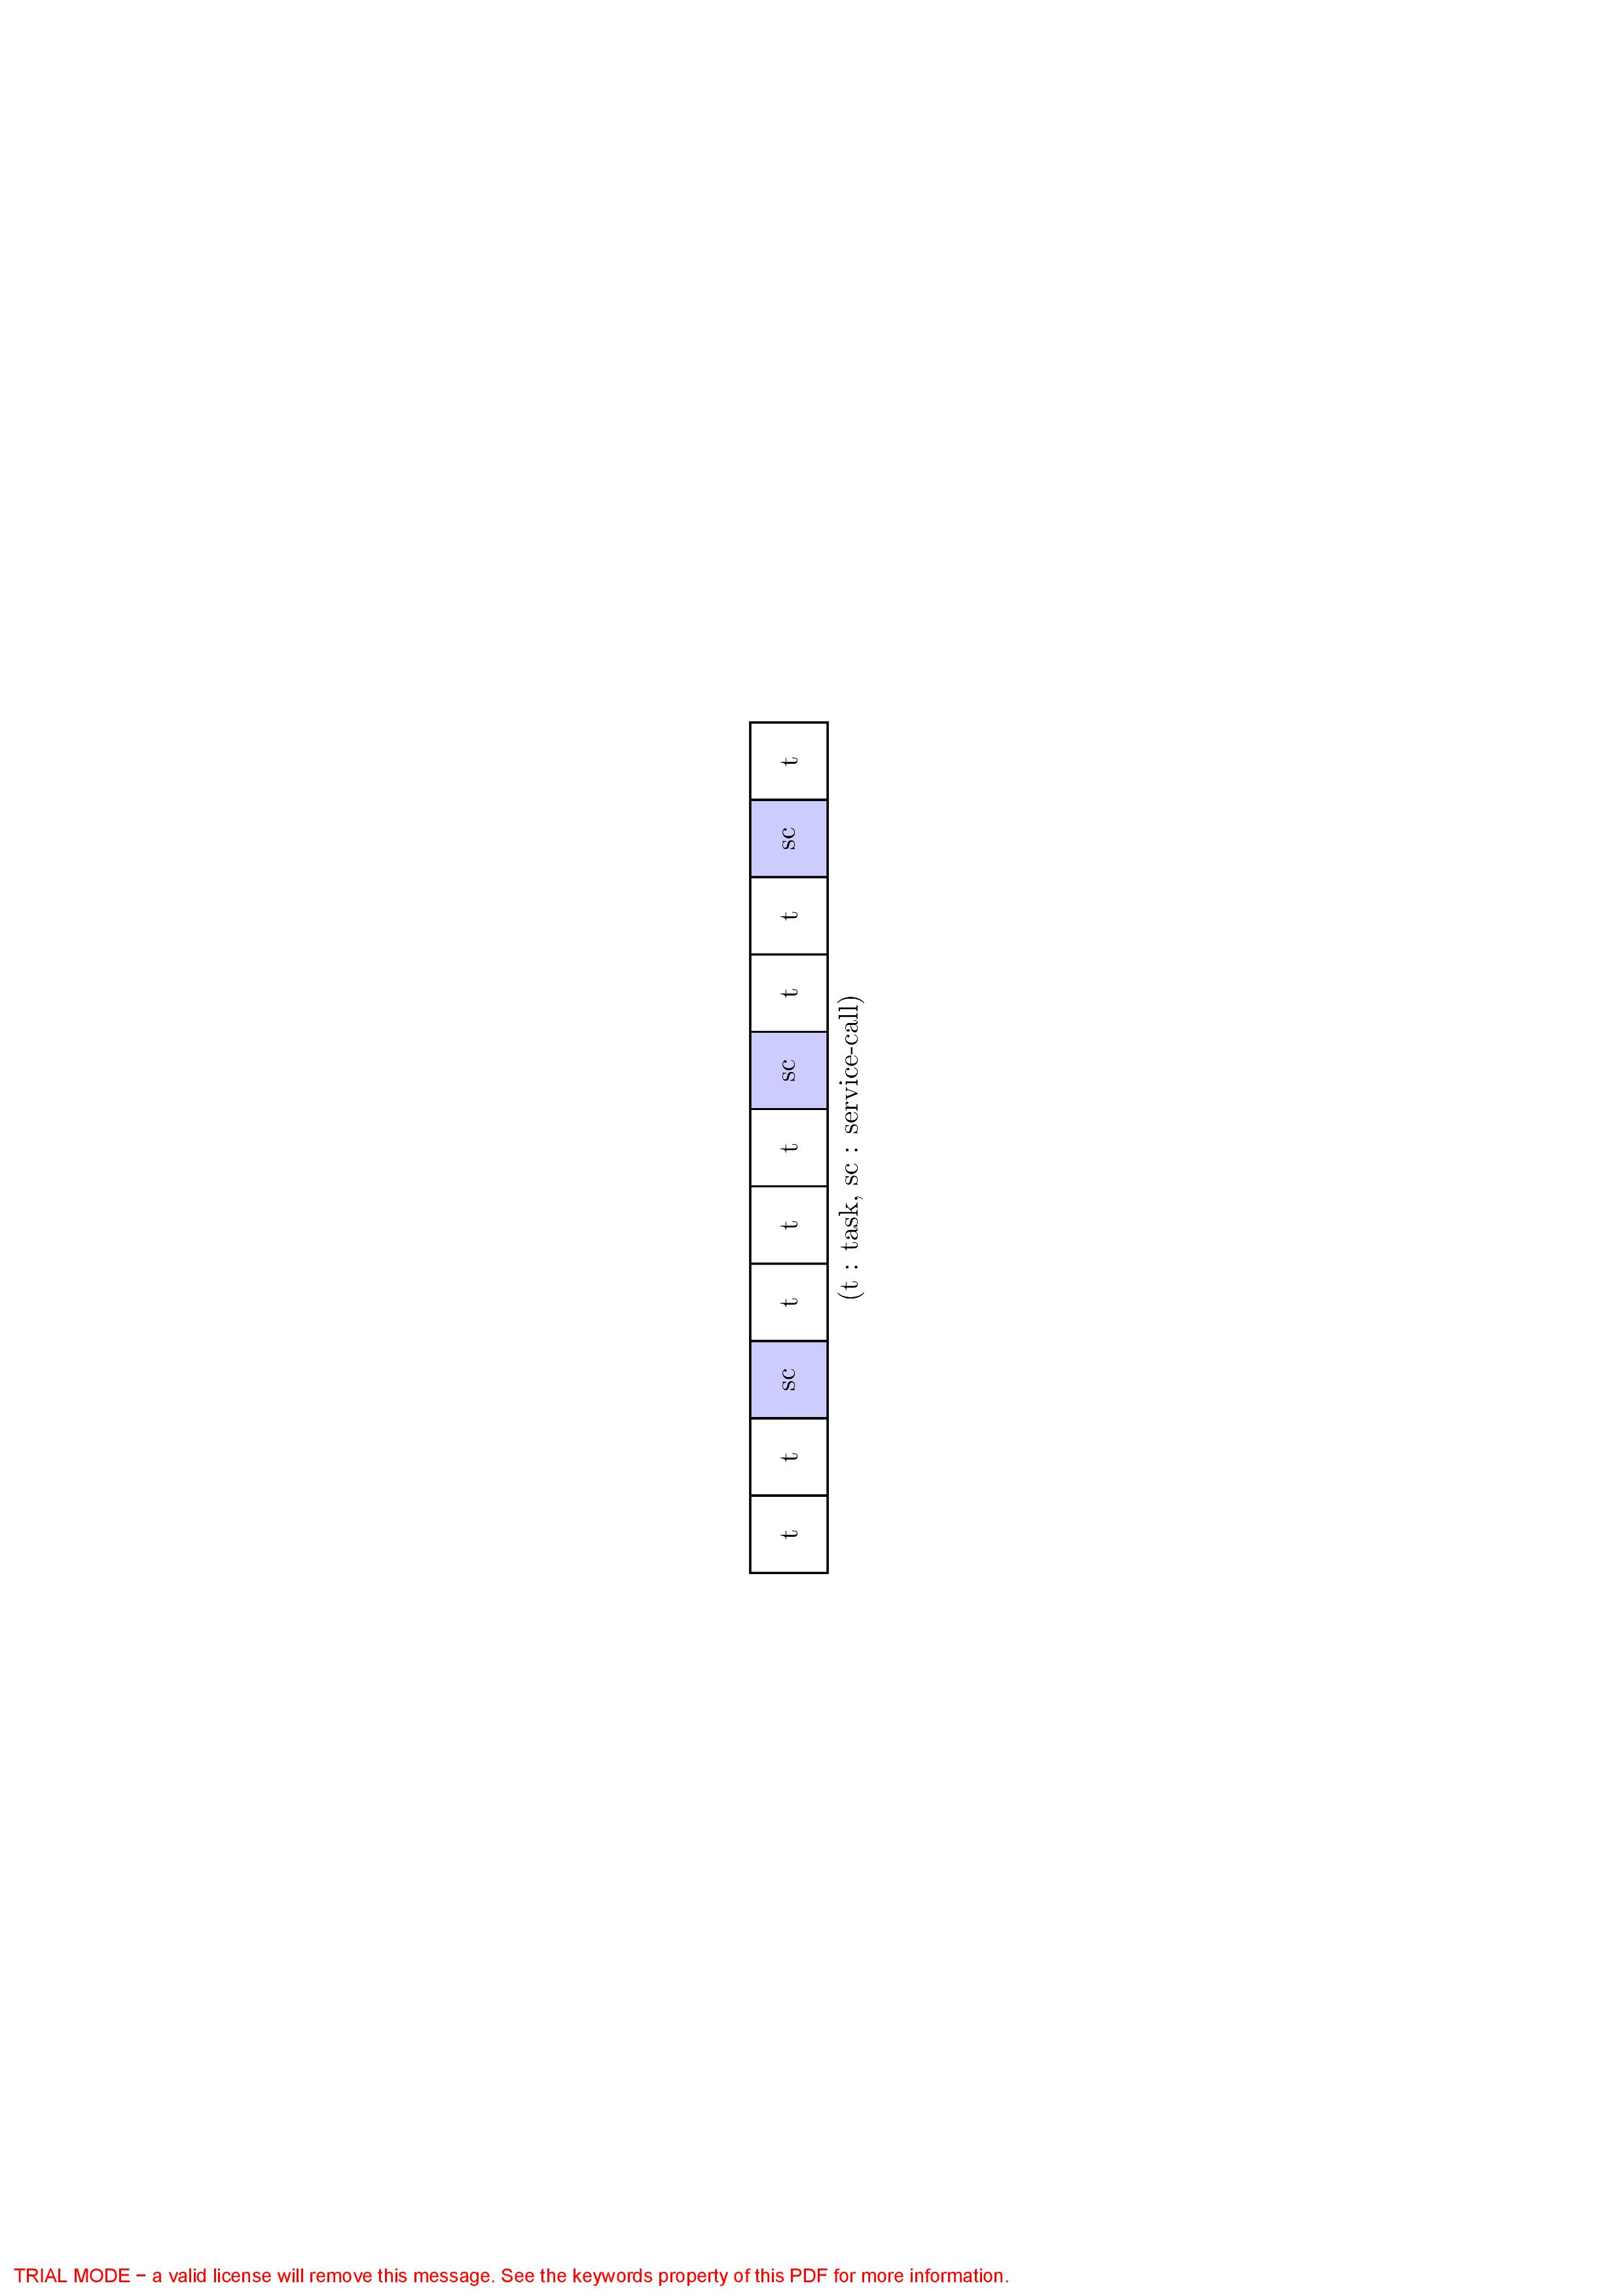 t t sc t t t sc t t sc t
(t : task, sc : service-call)
TRIAL MODE − a valid license will remove this message. See the keywords property of this PDF for more information.